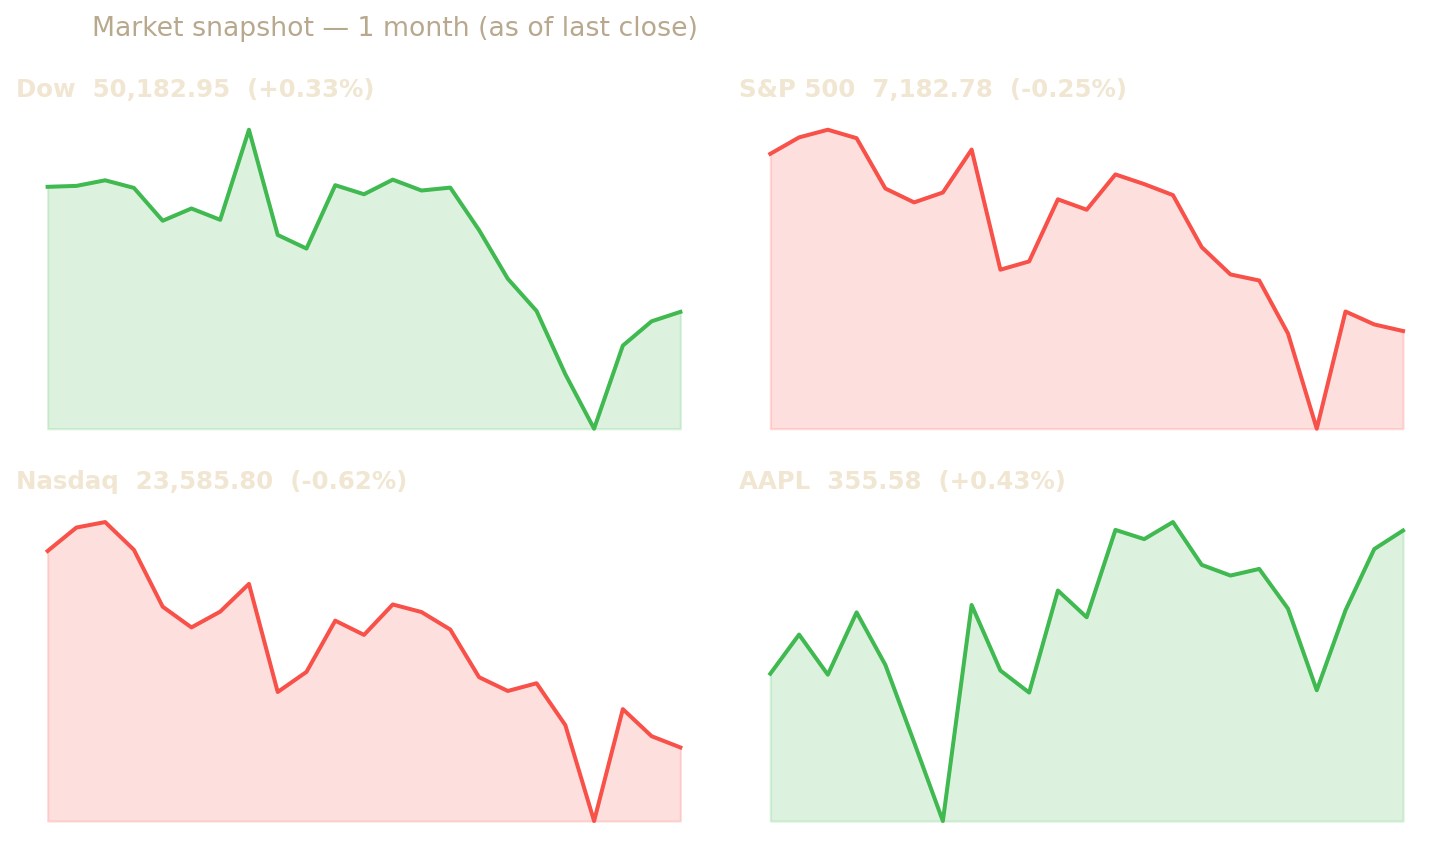 Market snapshot — 1 month (as of last close)
Dow  50,182.95  (+0.33%)
S&P 500  7,182.78  (-0.25%)
Nasdaq  23,585.80  (-0.62%)
AAPL  355.58  (+0.43%)